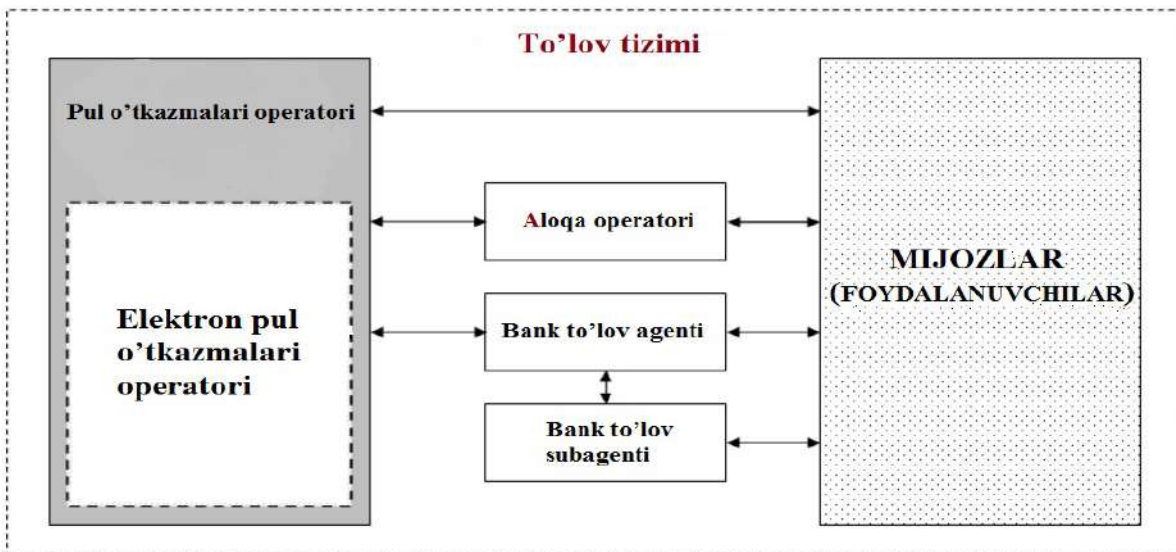 To’lov tizimi
Pul o’tkazmalari operatori
Aloqa operatori
MIJOZLAR
(FOYDALANUVCHILAR)
Elektron pul
o’tkazmalari
operatori
Bank to’lov agenti
Bank to’lov
subagenti